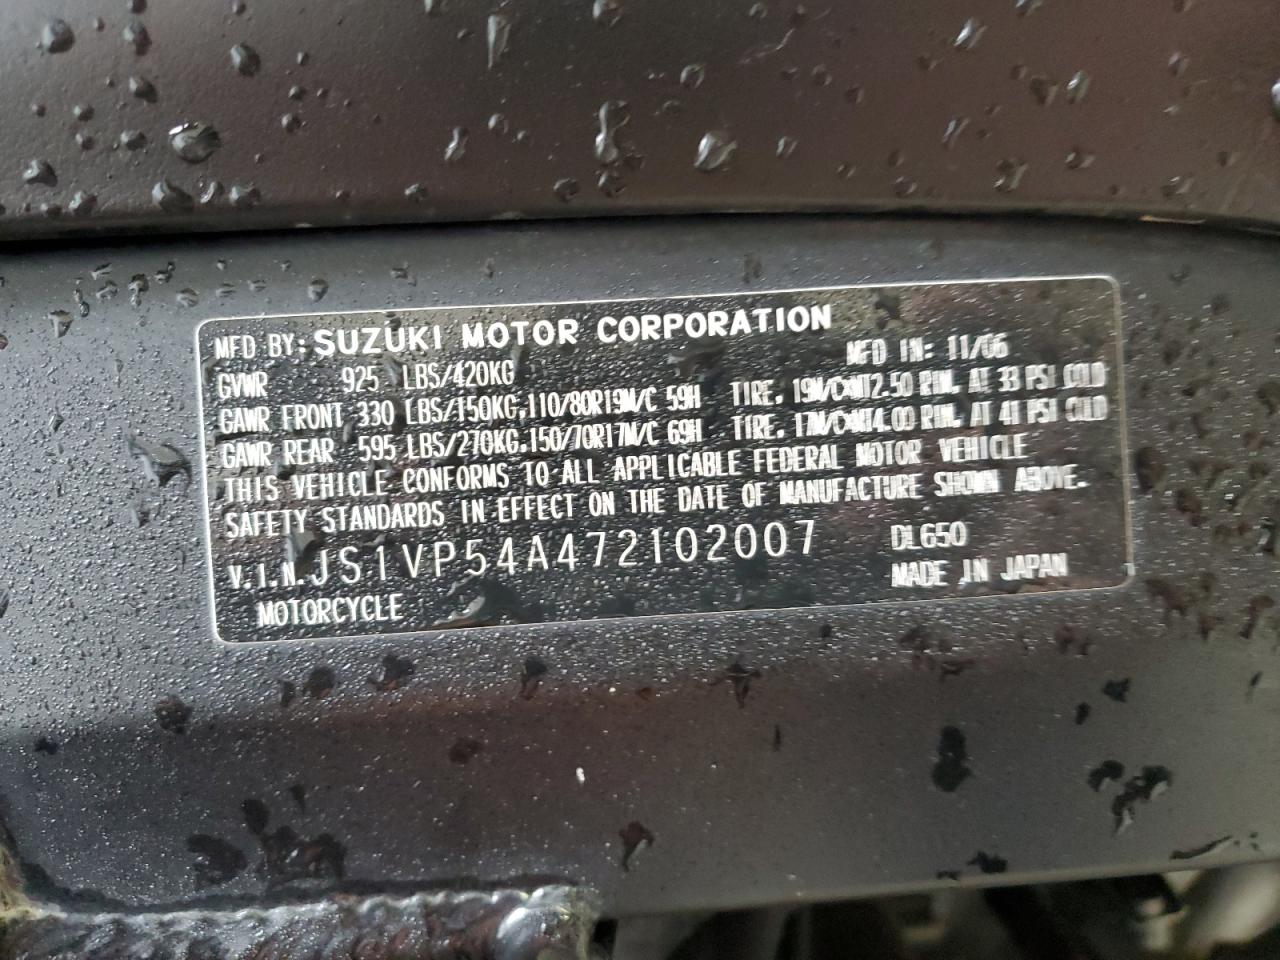 MFD BY: SUZUKI MOTOR CORPORATION
MFD IN: 11/06
GVWR 925 LBS/420KG
GAWR FRONT 330 LBS/150KG,110/80R19M/C 59H TIRE, 19M/CXMT2.50 RIM, AT 33 PSI COLD
GAWR REAR 595 LBS/270KG,150/70R17M/C 69H TIRE, 17M/CXMT4.00 RIM, AT 41 PSI COLD
THIS VEHICLE CONFORMS TO ALL APPLICABLE FEDERAL MOTOR VEHICLE
SAFETY STANDARDS IN EFFECT ON THE DATE OF MANUFACTURE SHOWN ABOVE.
V.I.N. JS1VP54A472102007 DL650
MOTORCYCLE MADE IN JAPAN